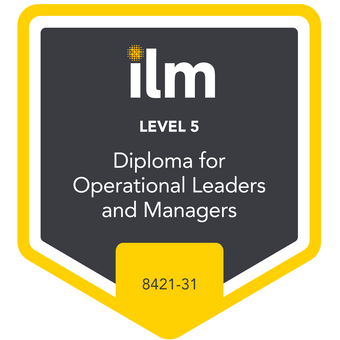 ilm
LEVEL 5
Diploma for
Operational Leaders
and Managers
8421-31